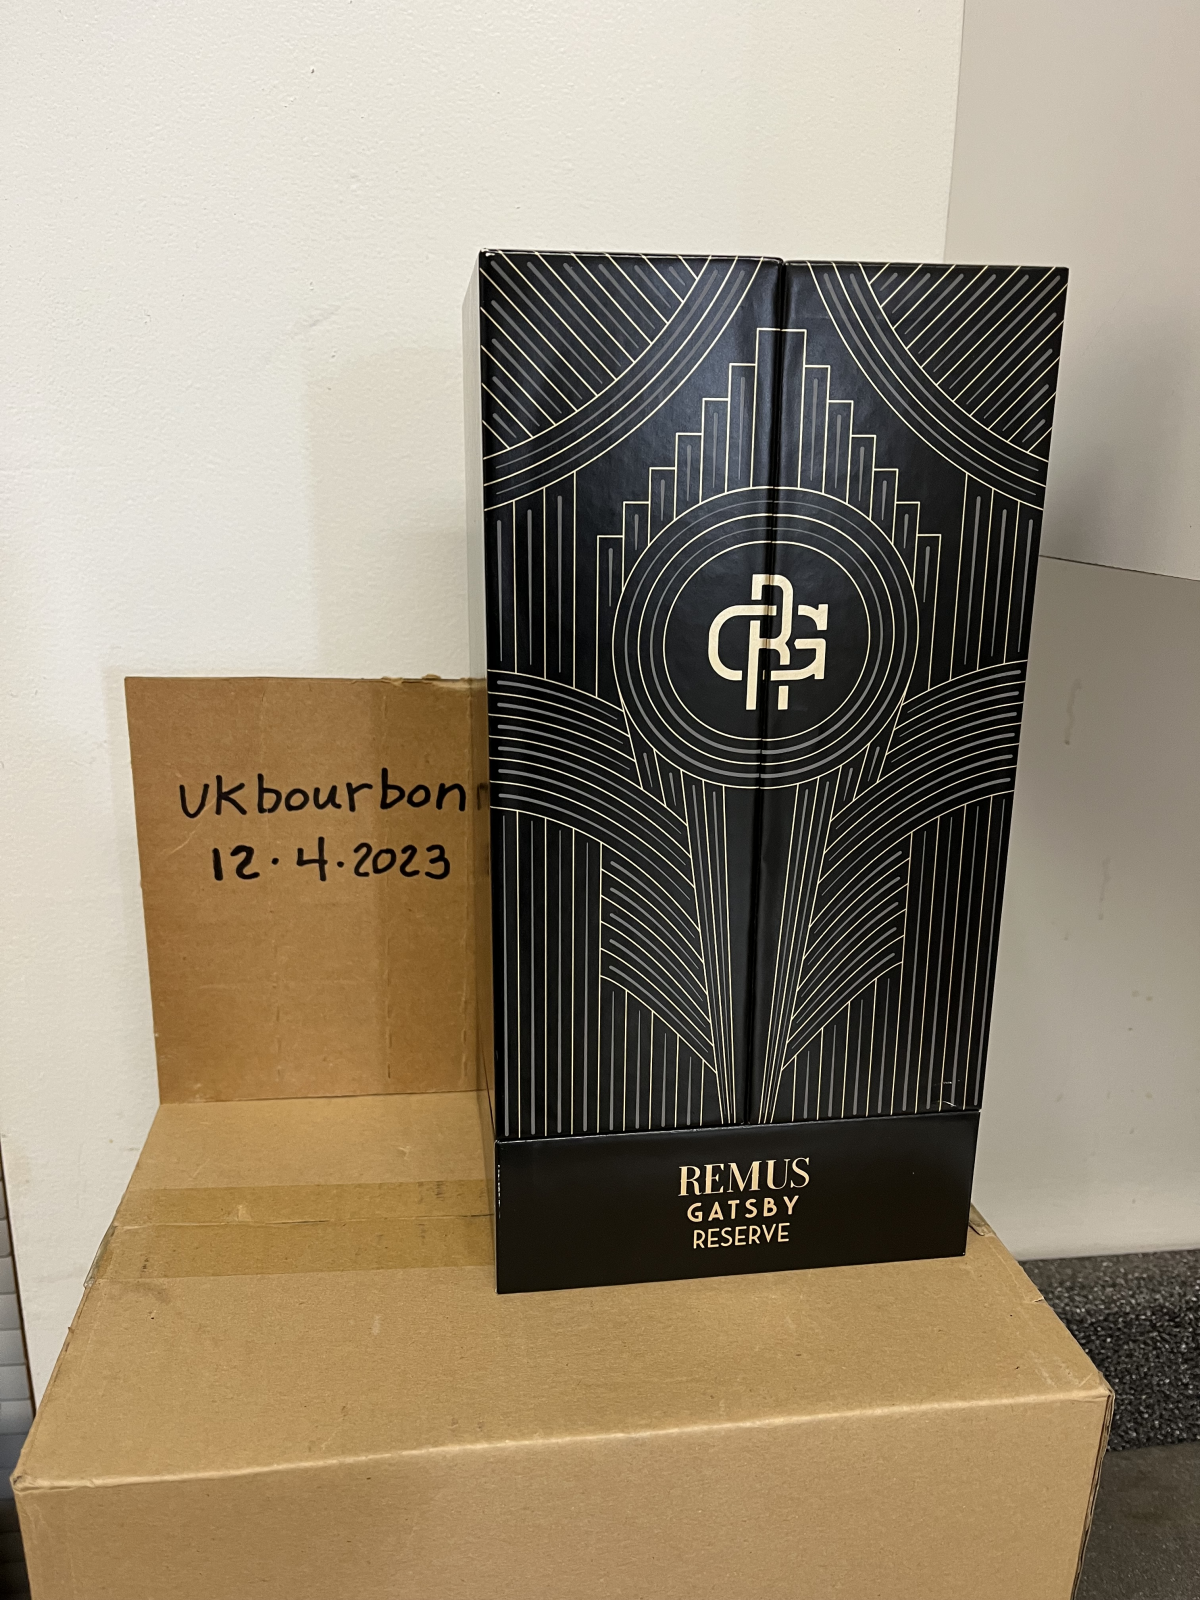 RG
ukbourbon
12.4.2023
REMUS
GATSBY
RESERVE